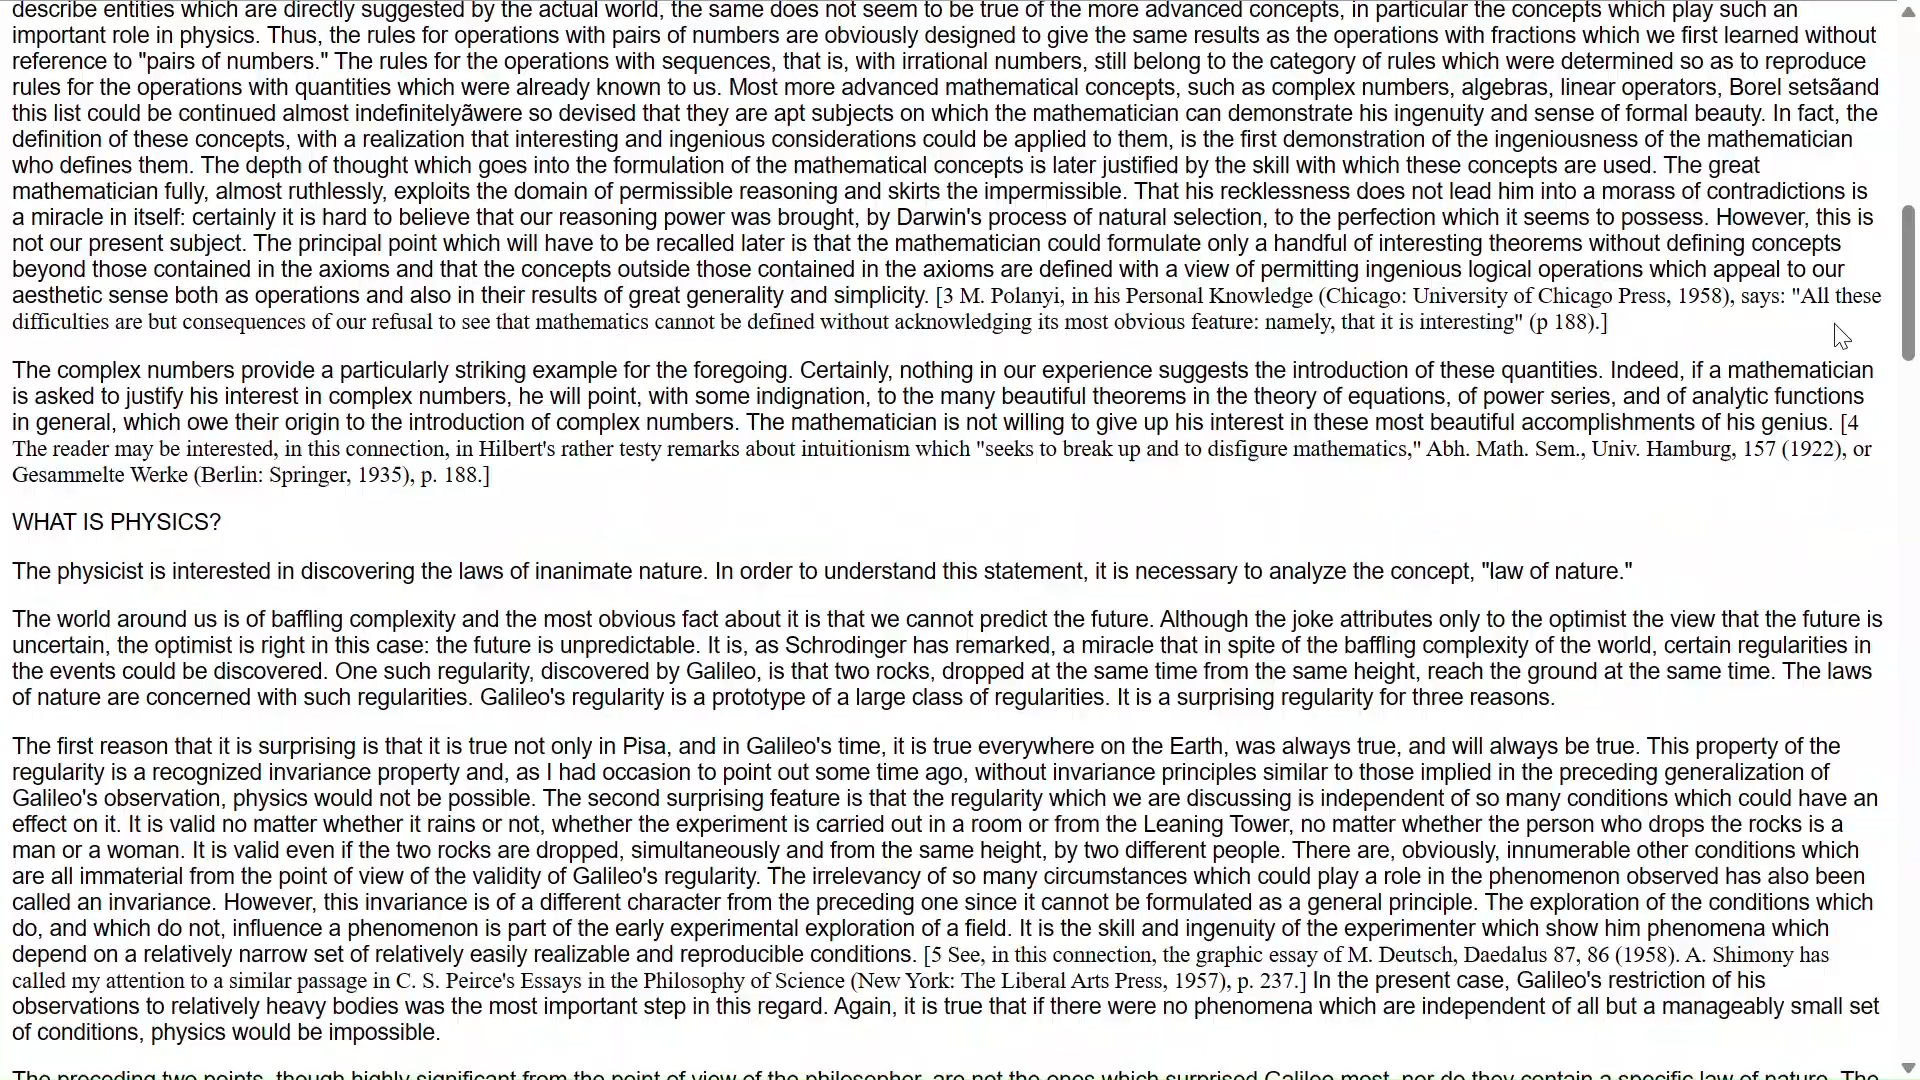 describe entities which are directly suggested by the actual world, the same does not seem to be true of the more advanced concepts, in particular the concepts which play such an
important role in physics. Thus, the rules for operations with pairs of numbers are obviously designed to give the same results as the operations with fractions which we first learned without
reference to "pairs of numbers." The rules for the operations with sequences, that is, with irrational numbers, still belong to the category of rules which were determined so as to reproduce
rules for the operations with quantities which were already known to us. Most more advanced mathematical concepts, such as complex numbers, algebras, linear operators, Borel setsãand
this list could be continued almost indefinitelyãwere so devised that they are apt subjects on which the mathematician can demonstrate his ingenuity and sense of formal beauty. In fact, the
definition of these concepts, with a realization that interesting and ingenious considerations could be applied to them, is the first demonstration of the ingeniousness of the mathematician
who defines them. The depth of thought which goes into the formulation of the mathematical concepts is later justified by the skill with which these concepts are used. The great
mathematician fully, almost ruthlessly, exploits the domain of permissible reasoning and skirts the impermissible. That his recklessness does not lead him into a morass of contradictions is
a miracle in itself: certainly it is hard to believe that our reasoning power was brought, by Darwin's process of natural selection, to the perfection which it seems to possess. However, this is
not our present subject. The principal point which will have to be recalled later is that the mathematician could formulate only a handful of interesting theorems without defining concepts
beyond those contained in the axioms and that the concepts outside those contained in the axioms are defined with a view of permitting ingenious logical operations which appeal to our
aesthetic sense both as operations and also in their results of great generality and simplicity. [3 M. Polanyi, in his Personal Knowledge (Chicago: University of Chicago Press, 1958), says: "All these
difficulties are but consequences of our refusal to see that mathematics cannot be defined without acknowledging its most obvious feature: namely, that it is interesting" (p 188).]
The complex numbers provide a particularly striking example for the foregoing. Certainly, nothing in our experience suggests the introduction of these quantities. Indeed, if a mathematician
is asked to justify his interest in complex numbers, he will point, with some indignation, to the many beautiful theorems in the theory of equations, of power series, and of analytic functions
in general, which owe their origin to the introduction of complex numbers. The mathematician is not willing to give up his interest in these most beautiful accomplishments of his genius. [4
The reader may be interested, in this connection, in Hilbert's rather testy remarks about intuitionism which "seeks to break up and to disfigure mathematics," Abh. Math. Sem., Univ. Hamburg, 157 (1922), or
Gesammelte Werke (Berlin: Springer, 1935), p. 188.]
WHAT IS PHYSICS?
The physicist is interested in discovering the laws of inanimate nature. In order to understand this statement, it is necessary to analyze the concept, "law of nature."
The world around us is of baffling complexity and the most obvious fact about it is that we cannot predict the future. Although the joke attributes only to the optimist the view that the future is
uncertain, the optimist is right in this case: the future is unpredictable. It is, as Schrodinger has remarked, a miracle that in spite of the baffling complexity of the world, certain regularities in
the events could be discovered. One such regularity, discovered by Galileo, is that two rocks, dropped at the same time from the same height, reach the ground at the same time. The laws
of nature are concerned with such regularities. Galileo's regularity is a prototype of a large class of regularities. It is a surprising regularity for three reasons.
The first reason that it is surprising is that it is true not only in Pisa, and in Galileo's time, it is true everywhere on the Earth, was always true, and will always be true. This property of the
regularity is a recognized invariance property and, as I had occasion to point out some time ago, without invariance principles similar to those implied in the preceding generalization of
Galileo's observation, physics would not be possible. The second surprising feature is that the regularity which we are discussing is independent of so many conditions which could have an
effect on it. It is valid no matter whether it rains or not, whether the experiment is carried out in a room or from the Leaning Tower, no matter whether the person who drops the rocks is a
man or a woman. It is valid even if the two rocks are dropped, simultaneously and from the same height, by two different people. There are, obviously, innumerable other conditions which
are all immaterial from the point of view of the validity of Galileo's regularity. The irrelevancy of so many circumstances which could play a role in the phenomenon observed has also been
called an invariance. However, this invariance is of a different character from the preceding one since it cannot be formulated as a general principle. The exploration of the conditions which
do, and which do not, influence a phenomenon is part of the early experimental exploration of a field. It is the skill and ingenuity of the experimenter which show him phenomena which
depend on a relatively narrow set of relatively easily realizable and reproducible conditions. [5 See, in this connection, the graphic essay of M. Deutsch, Daedalus 87, 86 (1958). A. Shimony has
called my attention to a similar passage in C. S. Peirce's Essays in the Philosophy of Science (New York: The Liberal Arts Press, 1957), p. 237.] In the present case, Galileo's restriction of his
observations to relatively heavy bodies was the most important step in this regard. Again, it is true that if there were no phenomena which are independent of all but a manageably small set
of conditions, physics would be impossible.
The preceding two points, though highly significant from the point of view of the philosopher, are not the ones which surprised Galileo most, nor do they contain a specific law of nature. The